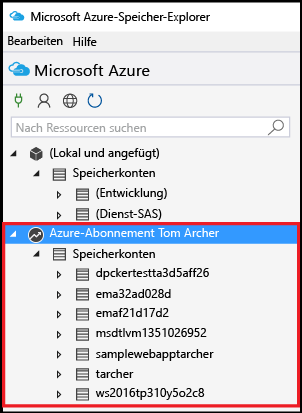 Microsoft Azure-Speicher-Explorer
Bearbeiten Hilfe
Microsoft Azure
Nach Ressourcen suchen
(Lokal und angefügt)
Speicherkonten
(Entwicklung)
(Dienst-SAS)
Azure-Abonnement Tom Archer
Speicherkonten
dpckertestta3d5aff26
ema32ad028d
emaf21d17d2
msdtlvm1351026952
samplewebapptarcher
tarcher
ws2016tp310y5o2c8